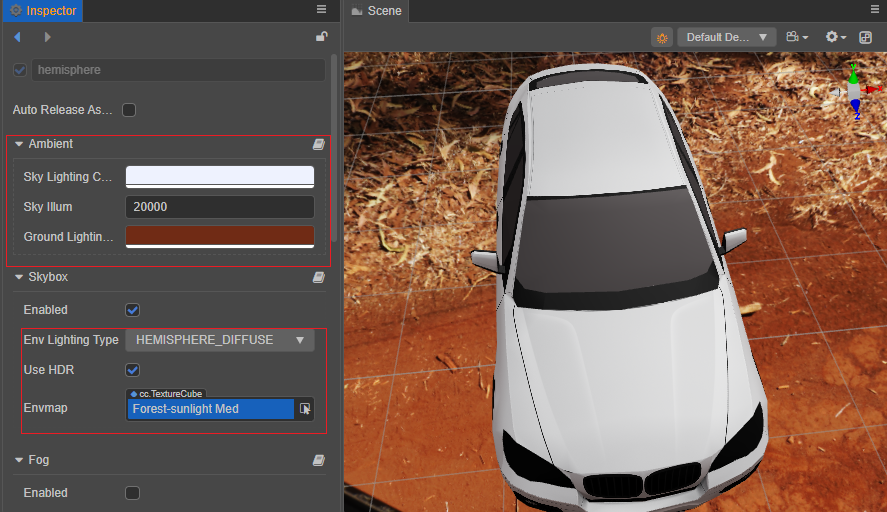 Inspector
Scene
Default De...
hemisphere
Auto Release As...
Ambient
Sky Lighting C...
Sky Illum
20000
Ground Lightin...
Skybox
Enabled
Env Lighting Type
HEMISPHERE_DIFFUSE
Use HDR
cc.TextureCube
Envmap
Forest-sunlight Med
Fog
Enabled
Y
Z